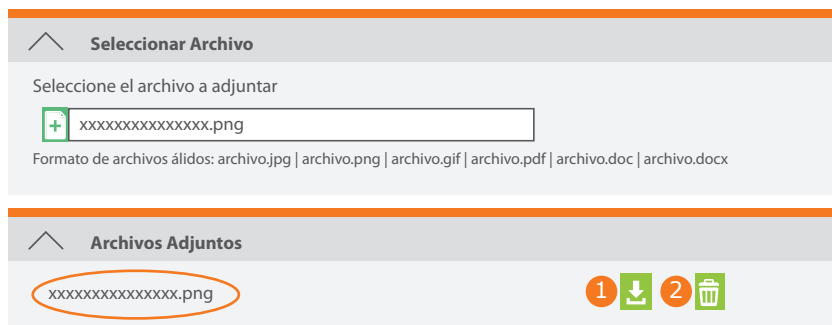 Seleccionar Archivo
Seleccione el archivo a adjuntar
xxxxxxxxxxxxxxx.png
Formato de archivos álidos: archivo.jpg | archivo.png | archivo.gif | archivo.pdf | archivo.doc | archivo.docx
Archivos Adjuntos
xxxxxxxxxxxxxxx.png 1 2